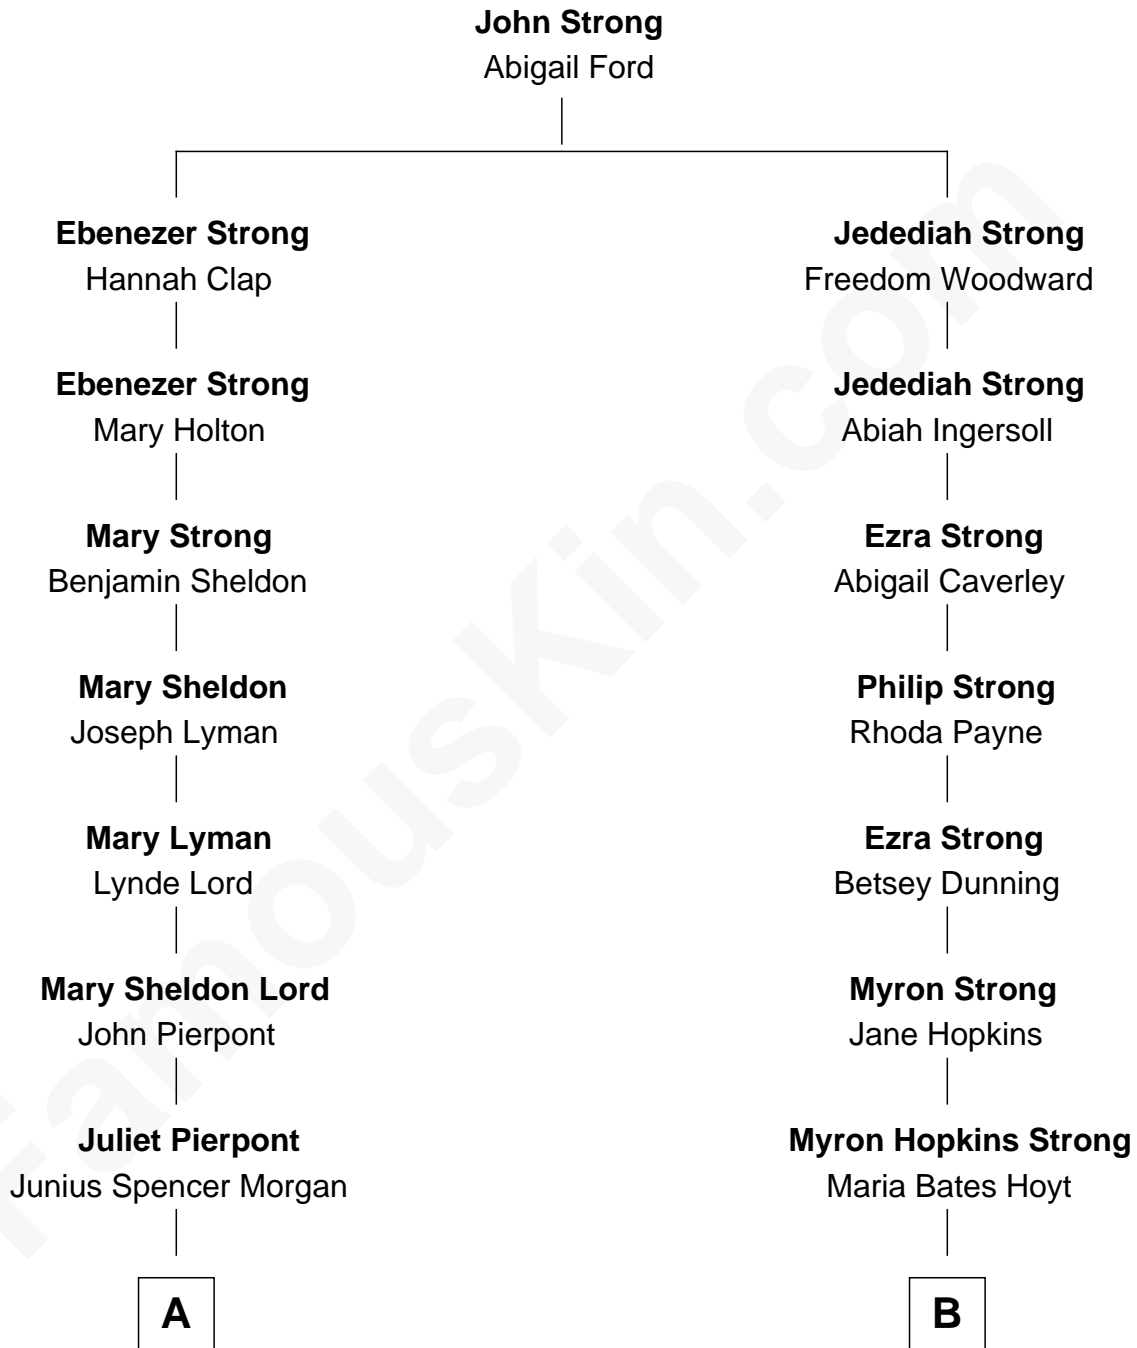 John Strong
Abigail Ford
Ebenezer Strong
Hannah Clap
Jedediah Strong
Freedom Woodward
Ebenezer Strong
Mary Holton
Jedediah Strong
Abiah Ingersoll
Mary Strong
Benjamin Sheldon
Ezra Strong
Abigail Caverley
Mary Sheldon
Joseph Lyman
Philip Strong
Rhoda Payne
Mary Lyman
Lynde Lord
Ezra Strong
Betsey Dunning
Mary Sheldon Lord
John Pierpont
Myron Strong
Jane Hopkins
Juliet Pierpont
Junius Spencer Morgan
Myron Hopkins Strong
Maria Bates Hoyt
A
B
FamousKin.com